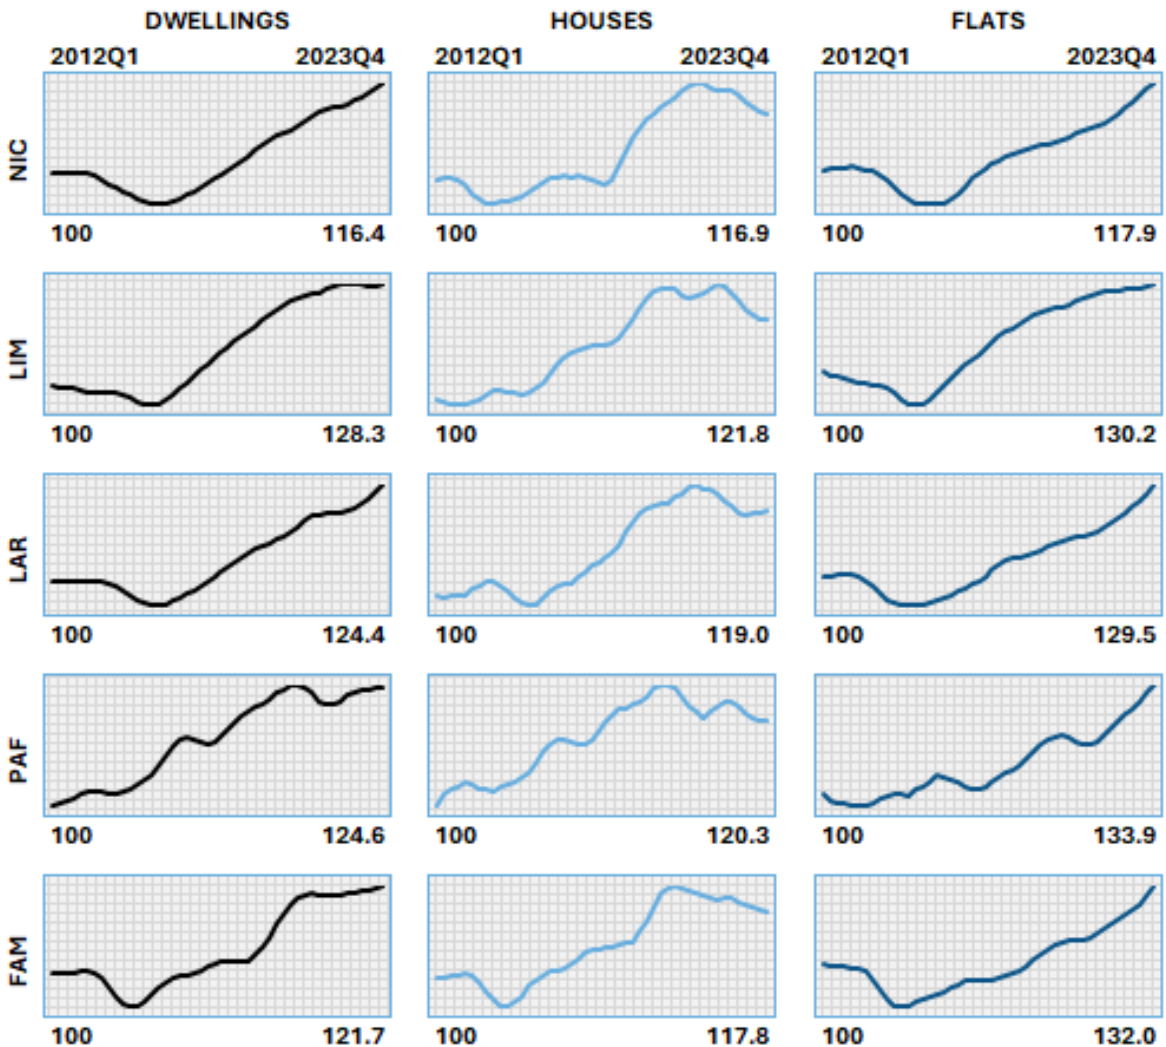 DWELLINGS HOUSES FLATS
2012Q1 2023Q4 2012Q1 2023Q4 2012Q1 2023Q4
NIC
100 116.4 100 116.9 100 117.9
LIM
100 128.3 100 121.8 100 130.2
LAR
100 124.4 100 119.0 100 129.5
PAF
100 124.6 100 120.3 100 133.9
FAM
100 121.7 100 117.8 100 132.0